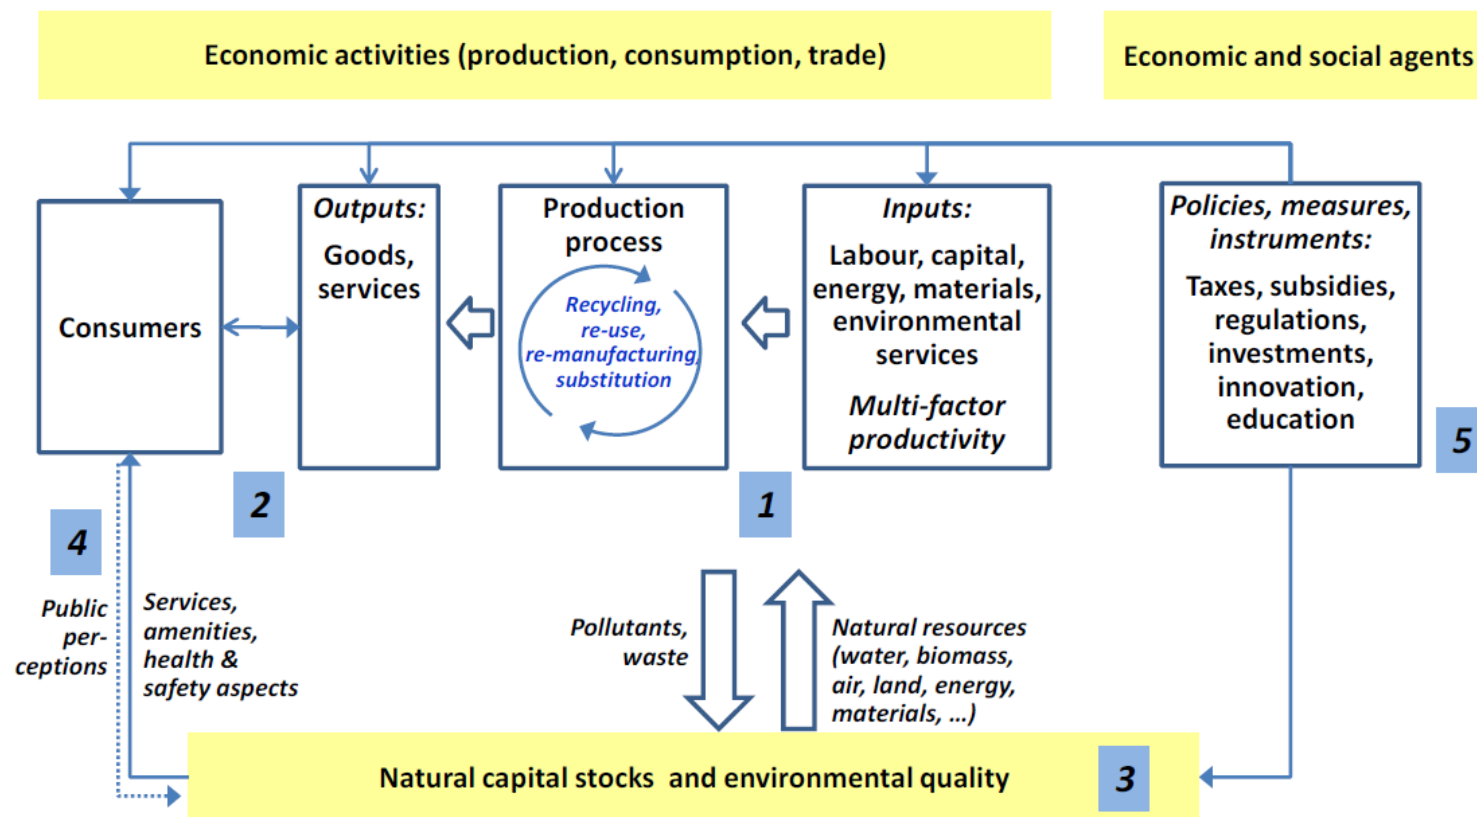 Economic activities (production, consumption, trade)
Economic and social agents
Consumers
Outputs:
Goods,
services
Production
process
Recycling,
re-use,
re-manufacturing,
substitution
Inputs:
Labour, capital,
energy, materials,
environmental
services
Multi-factor
productivity
Policies, measures,
instruments:
Taxes, subsidies,
regulations,
investments,
innovation,
education
5
2
1
4
Public
per-
ceptions
Services,
amenities,
health &
safety aspects
Pollutants,
waste
Natural resources
(water, biomass,
air, land, energy,
materials, ...)
Natural capital stocks and environmental quality
3